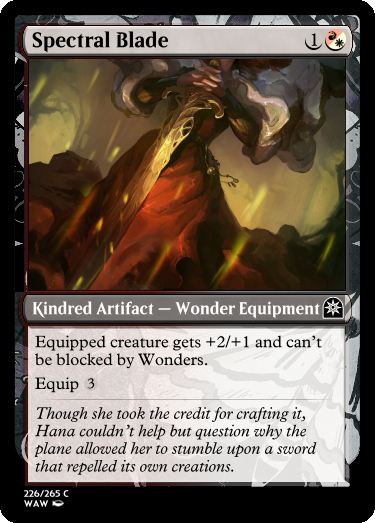 Spectral Blade 1
Kindred Artifact — Wonder Equipment
Equipped creature gets +2/+1 and can't
be blocked by Wonders.
Equip 3
Though she took the credit for crafting it,
Hana couldn't help but question why the
plane allowed her to stumble upon a sword
that repelled its own creations.
226/265 C
WAW